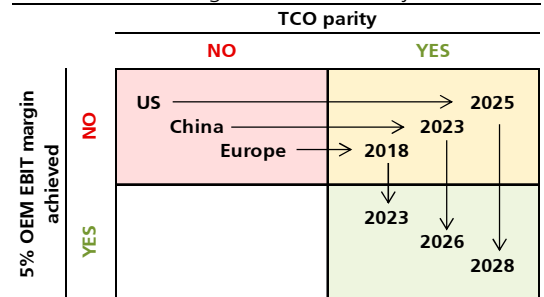 TCO parity
NO YES
5% OEM EBIT margin
achieved
NO
YES
US 2025
China 2023
Europe 2018
2023
2026
2028